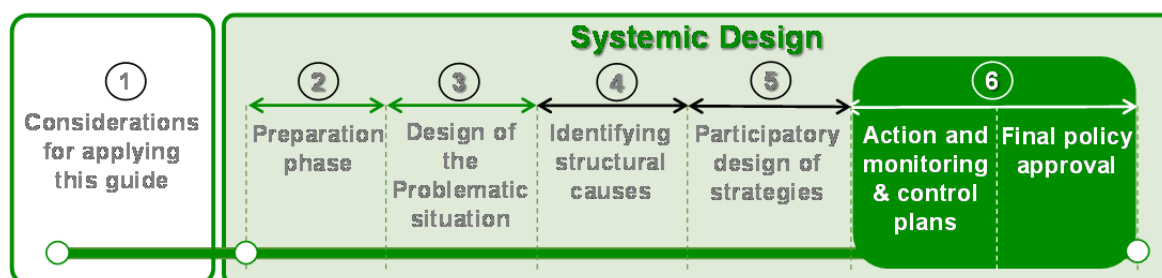 Systemic Design
1
Considerations
for applying
this guide
2
Preparation
phase
3
Design of
the
Problematic
situation
4
Identifying
structural
causes
5
Participatory
design of
strategies
6
Action and
monitoring
& control
plans
Final policy
approval